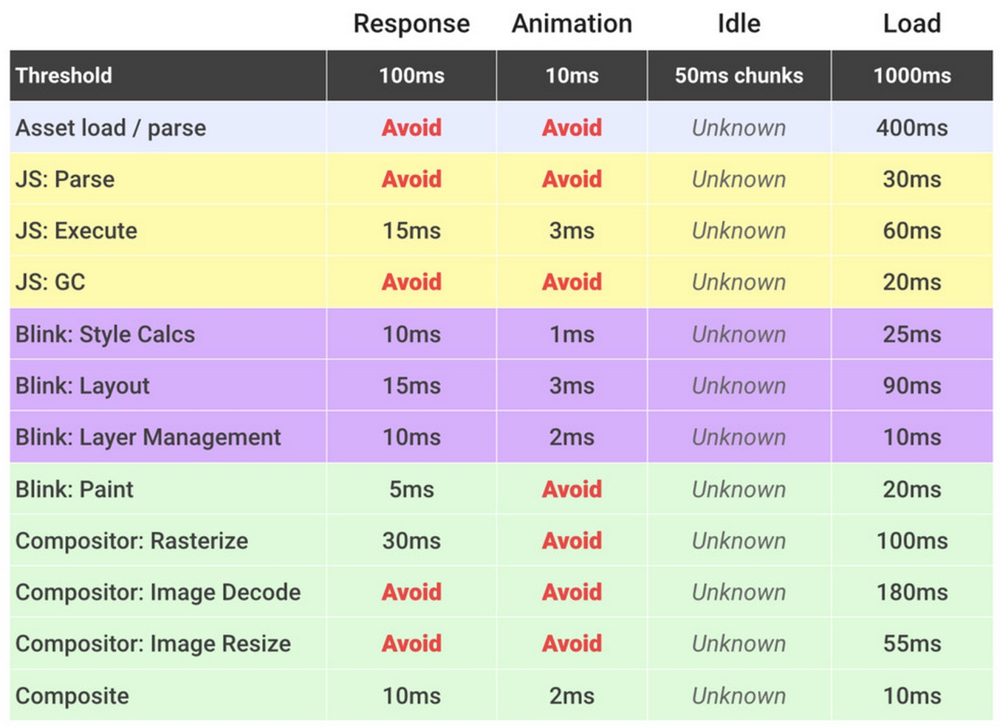 Response Animation Idle Load
Threshold 100ms 10ms 50ms chunks 1000ms
Asset load / parse Avoid Avoid Unknown 400ms
JS: Parse Avoid Avoid Unknown 30ms
JS: Execute 15ms 3ms Unknown 60ms
JS: GC Avoid Avoid Unknown 20ms
Blink: Style Calcs 10ms 1ms Unknown 25ms
Blink: Layout 15ms 3ms Unknown 90ms
Blink: Layer Management 10ms 2ms Unknown 10ms
Blink: Paint 5ms Avoid Unknown 20ms
Compositor: Rasterize 30ms Avoid Unknown 100ms
Compositor: Image Decode Avoid Avoid Unknown 180ms
Compositor: Image Resize Avoid Avoid Unknown 55ms
Composite 10ms 2ms Unknown 10ms